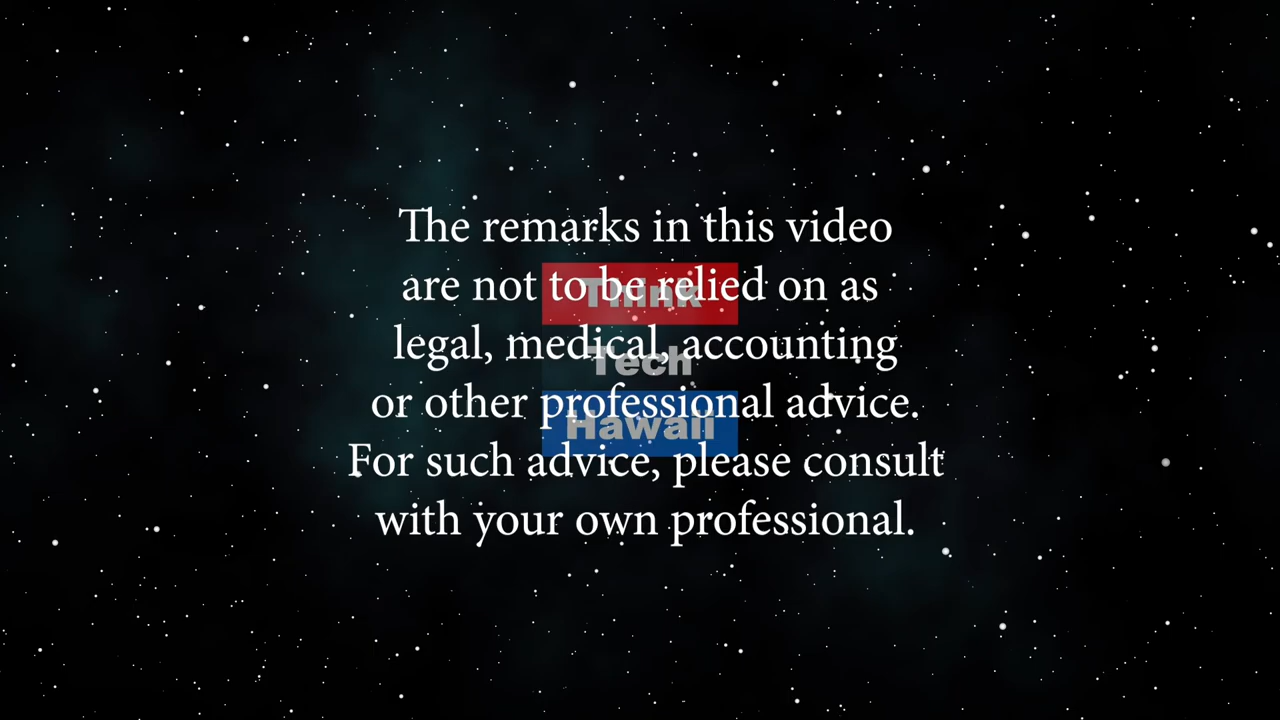 The remarks in this video
are not to be relied on as
legal, medical, accounting
or other professional advice.
For such advice, please consult
with your own professional.
Think
Tech
Hawaii